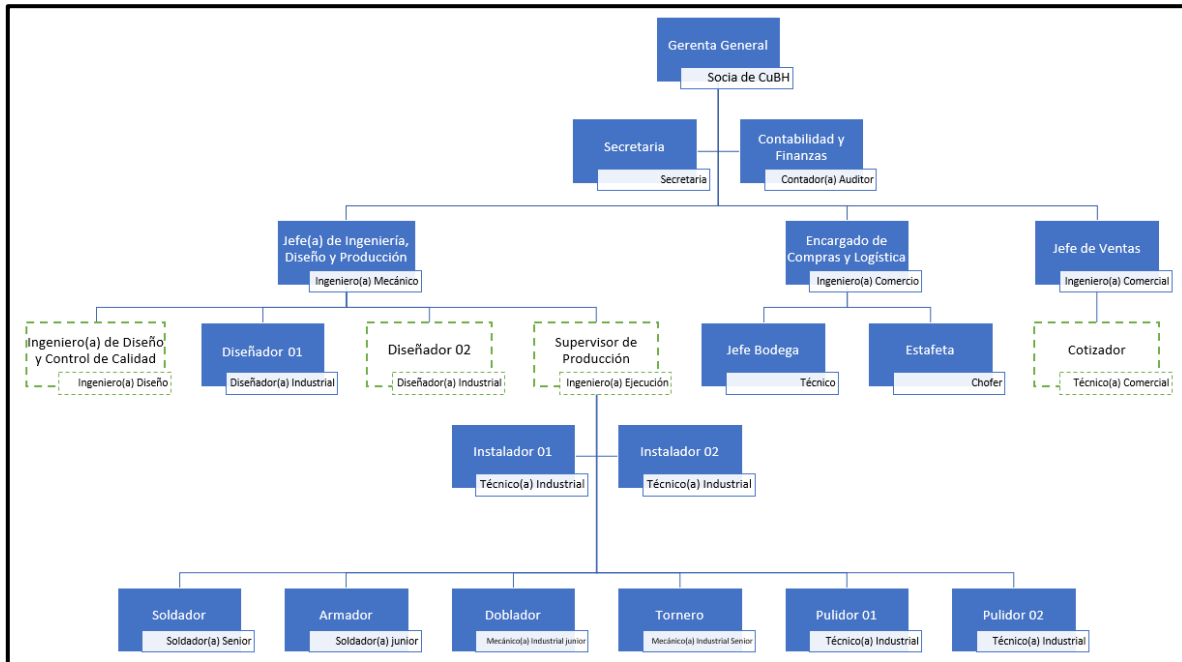 Gerenta General
Socia de CuBH
Secretaria
Secretaria
Contabilidad y
Finanzas
Contador(a) Auditor
Jefe(a) de Ingeniería,
Diseño y Producción
Ingeniero(a) Mecánico
Encargado de
Compras y Logística
Ingeniero(a) Comercio
Jefe de Ventas
Ingeniero(a) Comercial
Ingeniero(a) de Diseño
y Control de Calidad
Ingeniero(a) Diseño
Diseñador 01
Diseñador(a) Industrial
Diseñador 02
Diseñador(a) Industrial
Supervisor de
Producción
Ingeniero(a) Ejecución
Jefe Bodega
Técnico
Estafeta
Chofer
Cotizador
Técnico(a) Comercial
Instalador 01
Técnico(a) Industrial
Instalador 02
Técnico(a) Industrial
Soldador
Soldador(a) Senior
Armador
Soldador(a) junior
Doblador
Mecánico(a) Industrial junior
Tornero
Mecánico(a) Industrial Senior
Pulidor 01
Técnico(a) Industrial
Pulidor 02
Técnico(a) Industrial